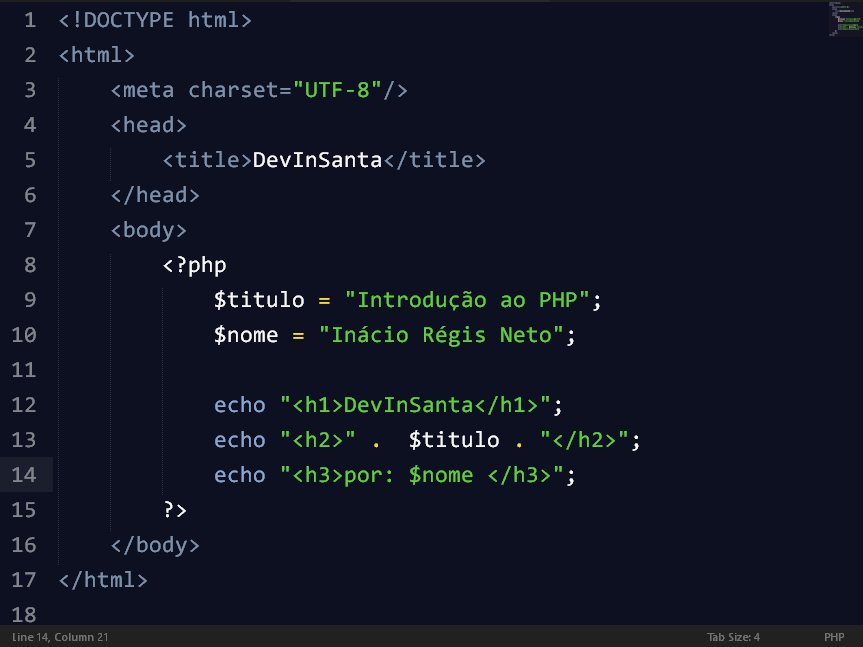 1 <!DOCTYPE html>
2 <html>
3     <meta charset="UTF-8"/>
4     <head>
5         <title>DevInSanta</title>
6     </head>
7     <body>
8         <?php
9             $titulo = "Introdução ao PHP";
10             $nome = "Inácio Régis Neto";
11
12             echo "<h1>DevInSanta</h1>";
13             echo "<h2>" .  $titulo . "</h2>";
14             echo "<h3>por: $nome </h3>";
15         ?>
16     </body>
17 </html>
18
Line 14, Column 21 Tab Size: 4 PHP